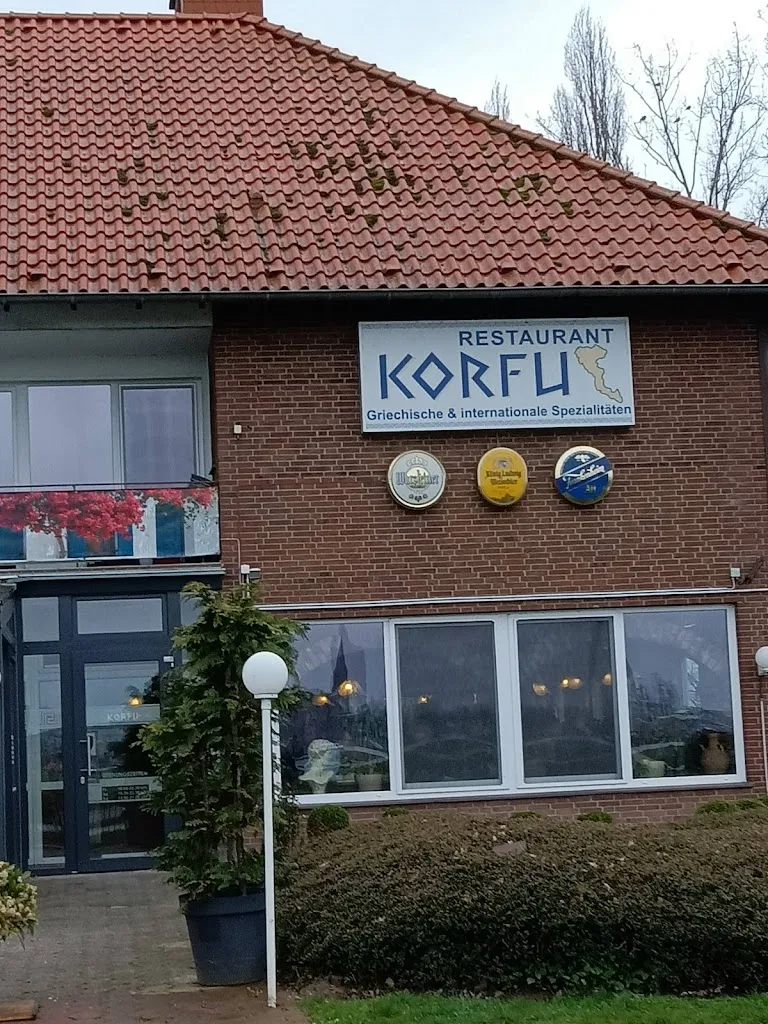 RESTAURANT
KORFU
Griechische & internationale Spezialitäten
Warsteiner
König Ludwig
Weissbier
KORFU